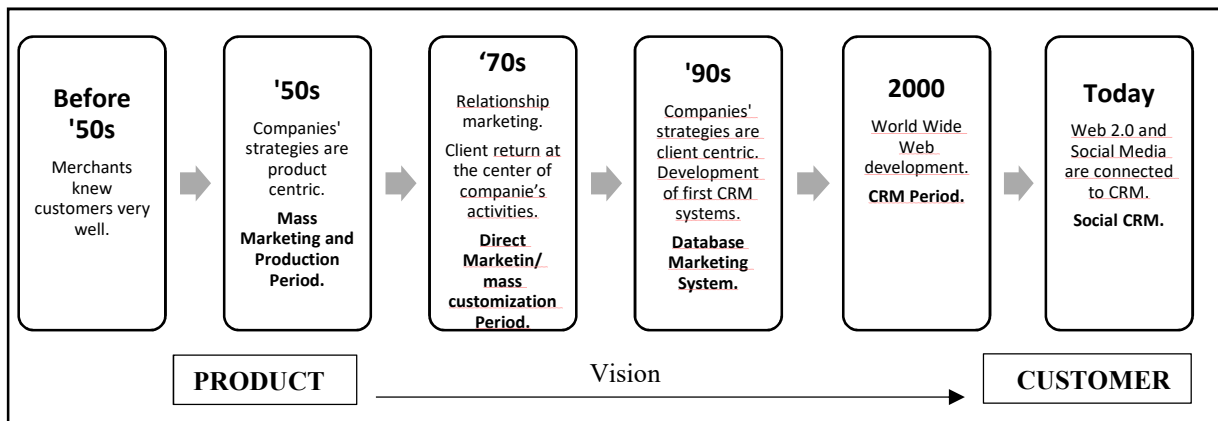 Before
'50s
Merchants
knew
customers very
well.
'50s
Companies'
strategies are
product
centric.
Mass
Marketing and
Production
Period.
‘70s
Relationship
marketing.
Client return at
the center of
companie’s
activities.
Direct
Marketin/
mass
customization
Period.
'90s
Companies'
strategies are
client centric.
Development
of first CRM
systems.
Database
Marketing
System.
2000
World Wide
Web
development.
CRM Period.
Today
Web 2.0 and
Social Media
are connected
to CRM.
Social CRM.
PRODUCT
Vision
CUSTOMER